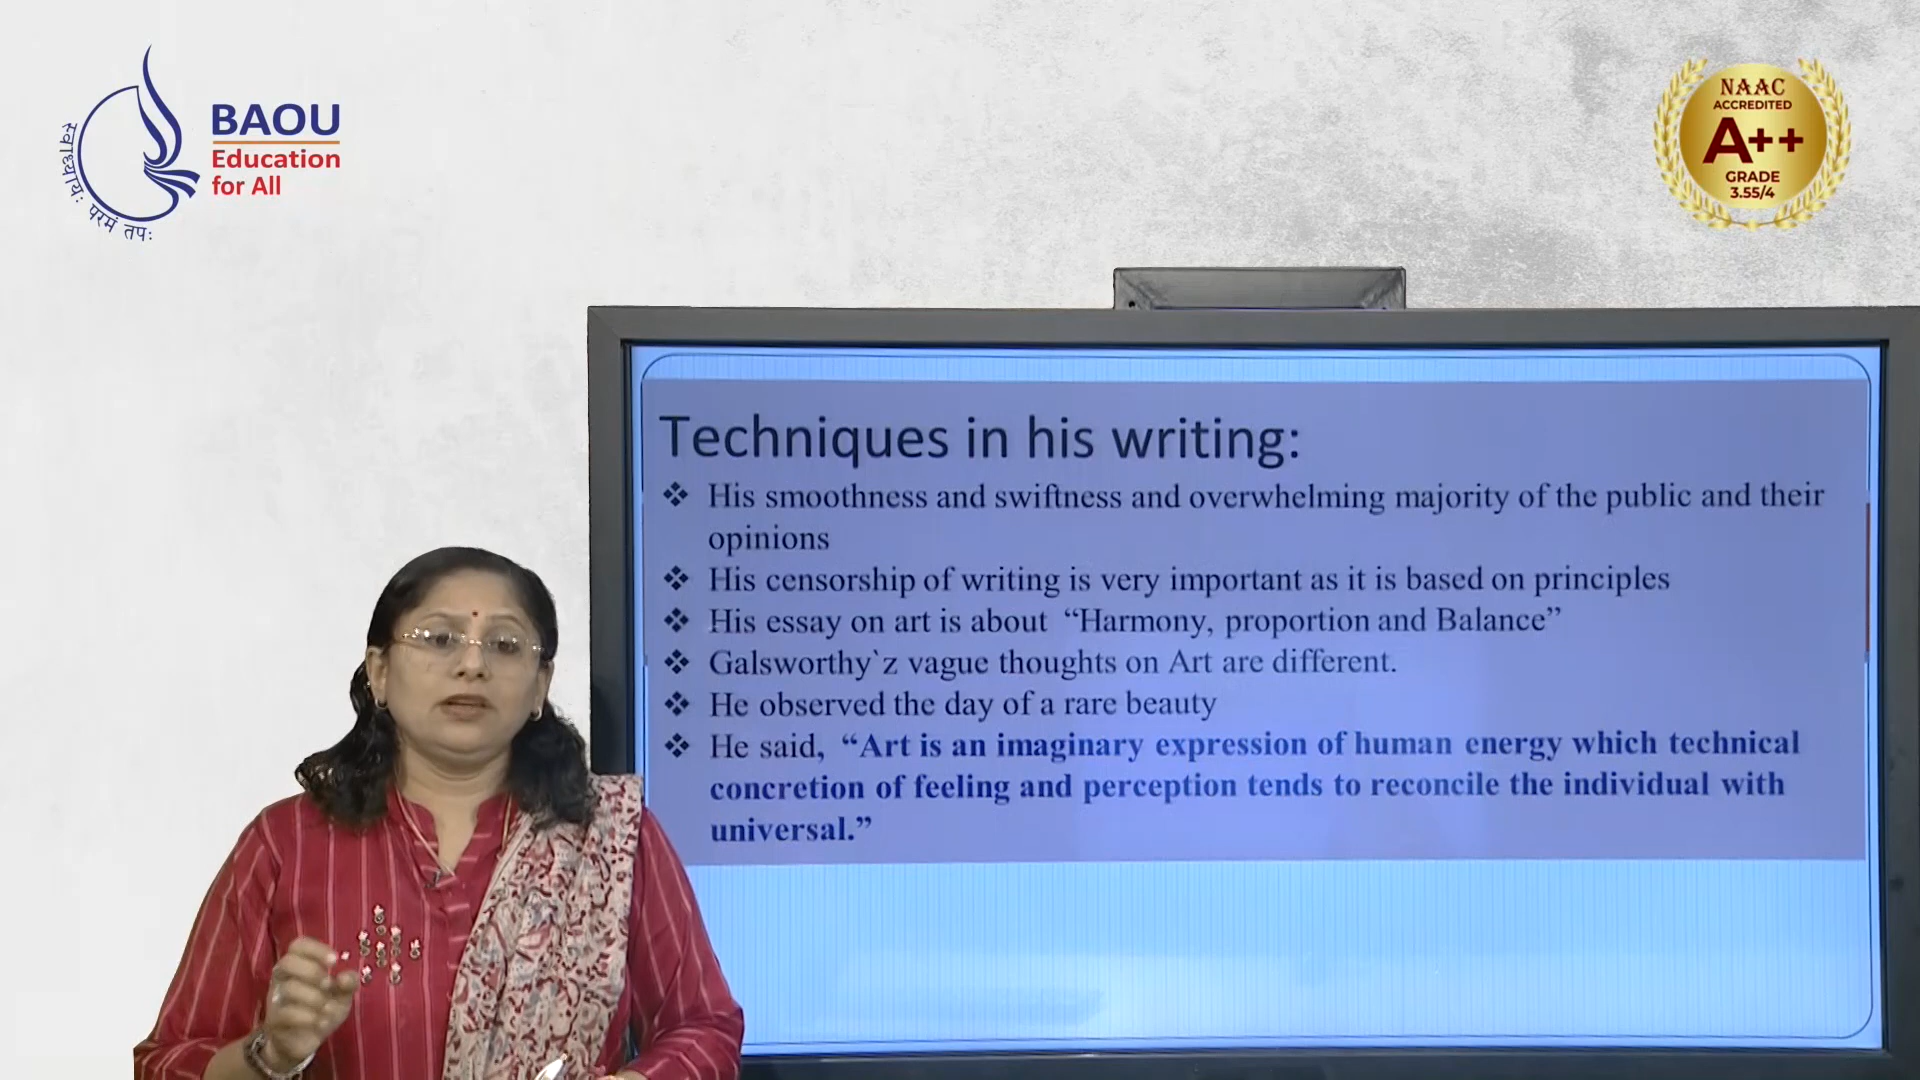 स्वाध्यायः परमं तपः
BAOU
Education
for All
NAAC
ACCREDITED
A++
GRADE
3.55/4
Techniques in his writing:
❖ His smoothness and swiftness and overwhelming majority of the public and their
opinions
❖ His censorship of writing is very important as it is based on principles
❖ His essay on art is about “Harmony, proportion and Balance”
❖ Galsworthy`z vague thoughts on Art are different.
❖ He observed the day of a rare beauty
❖ He said, “Art is an imaginary expression of human energy which technical
concretion of feeling and perception tends to reconcile the individual with
universal.”